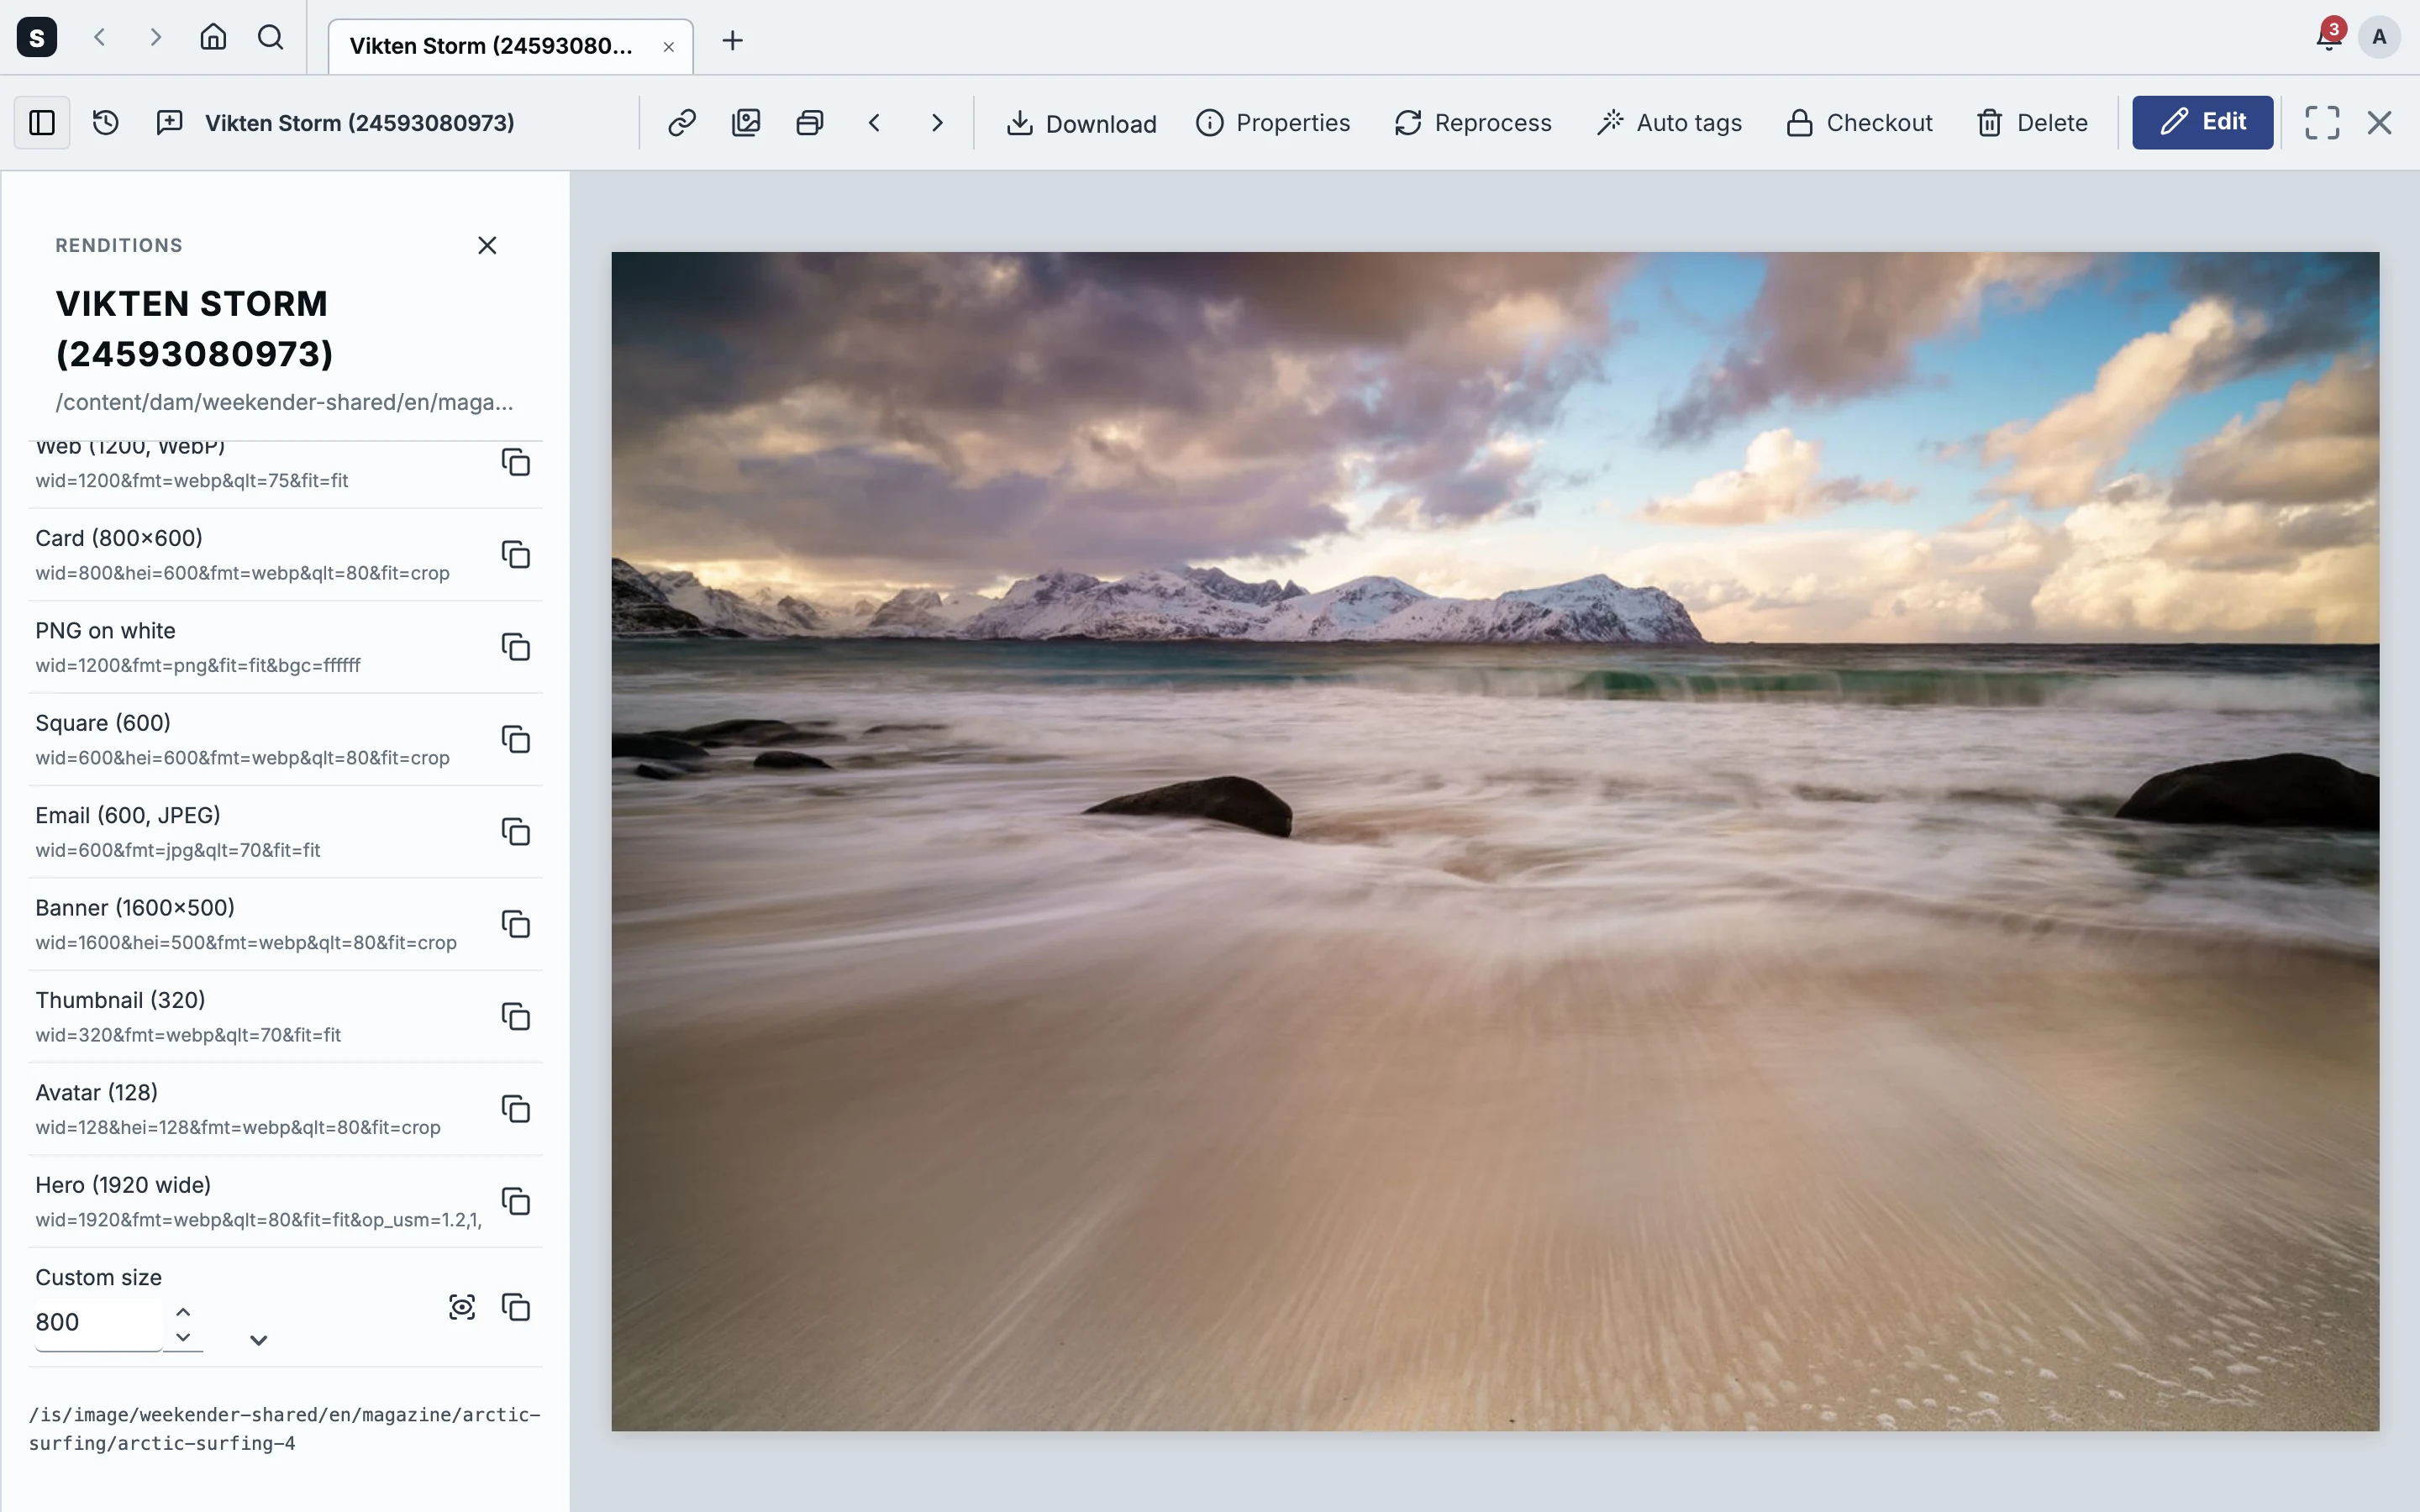 S
Vikten Storm (24593080...
3
A
Vikten Storm (24593080973)
Download
Properties
Reprocess
Auto tags
Checkout
Delete
Edit
RENDITIONS
VIKTEN STORM
(24593080973)
/content/dam/weekender-shared/en/maga...
Web (1200, WebP)
wid=1200&fmt=webp&qlt=75&fit=fit
Card (800×600)
wid=800&hei=600&fmt=webp&qlt=80&fit=crop
PNG on white
wid=1200&fmt=png&fit=fit&bgc=ffffff
Square (600)
wid=600&hei=600&fmt=webp&qlt=80&fit=crop
Email (600, JPEG)
wid=600&fmt=jpg&qlt=70&fit=fit
Banner (1600×500)
wid=1600&hei=500&fmt=webp&qlt=80&fit=crop
Thumbnail (320)
wid=320&fmt=webp&qlt=70&fit=fit
Avatar (128)
wid=128&hei=128&fmt=webp&qlt=80&fit=crop
Hero (1920 wide)
wid=1920&fmt=webp&qlt=80&fit=fit&op_usm=1.2,1,
Custom size
800
/is/image/weekender-shared/en/magazine/arctic-
surfing/arctic-surfing-4